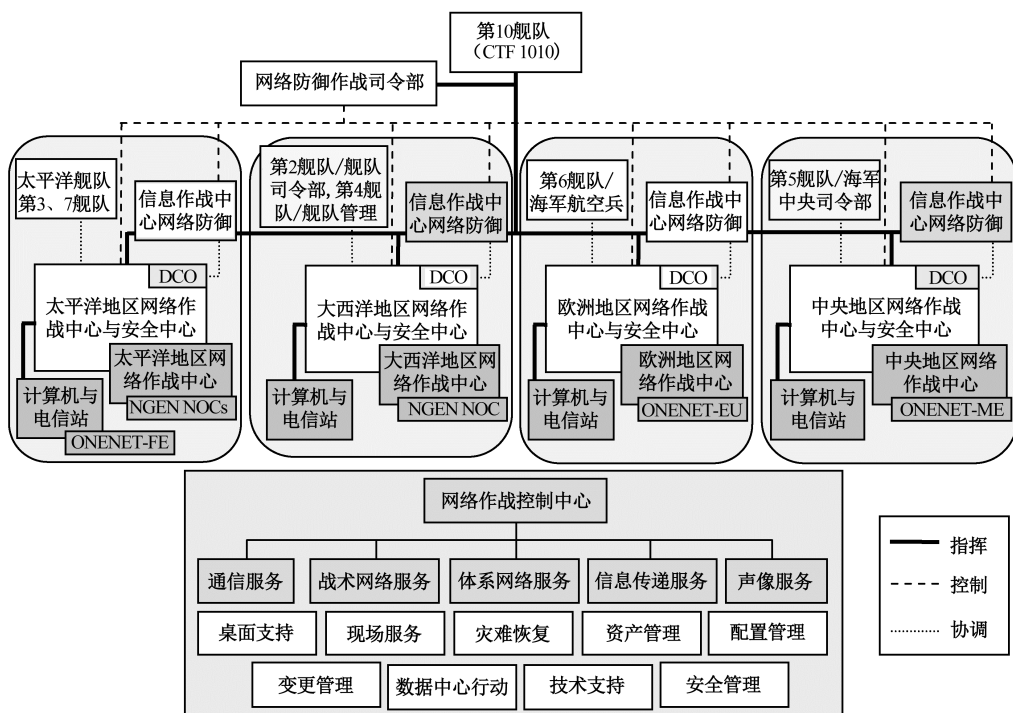 第10舰队
（CTF 1010）
网络防御作战司令部
太平洋舰队
第3、7舰队
信息作战中
心网络防御
DCO
太平洋地区网络作
战中心与安全中心
太平洋地区网
络作战中心
NGEN NOCs
计算机与
电信站
ONENET-FE
第2舰队/舰队
司令部, 第4舰
队/舰队管理
信息作战中
心网络防御
DCO
大西洋地区网络作
战中心与安全中心
大西洋地区网
络作战中心
NGEN NOC
计算机与
电信站
第6舰队/
海军航空兵
信息作战中
心网络防御
DCO
欧洲地区网络作战
中心与安全中心
欧洲地区网
络作战中心
ONENET-EU
计算机与
电信站
第5舰队/海军
中央司令部
信息作战中
心网络防御
DCO
中央地区网络作战
中心与安全中心
中央地区网络
作战中心
ONENET-ME
计算机与
电信站
网络作战控制中心
通信服务
战术网络服务
体系网络服务
信息传递服务
声像服务
桌面支持
现场服务
灾难恢复
资产管理
配置管理
变更管理
数据中心行动
技术支持
安全管理
指挥
控制
协调